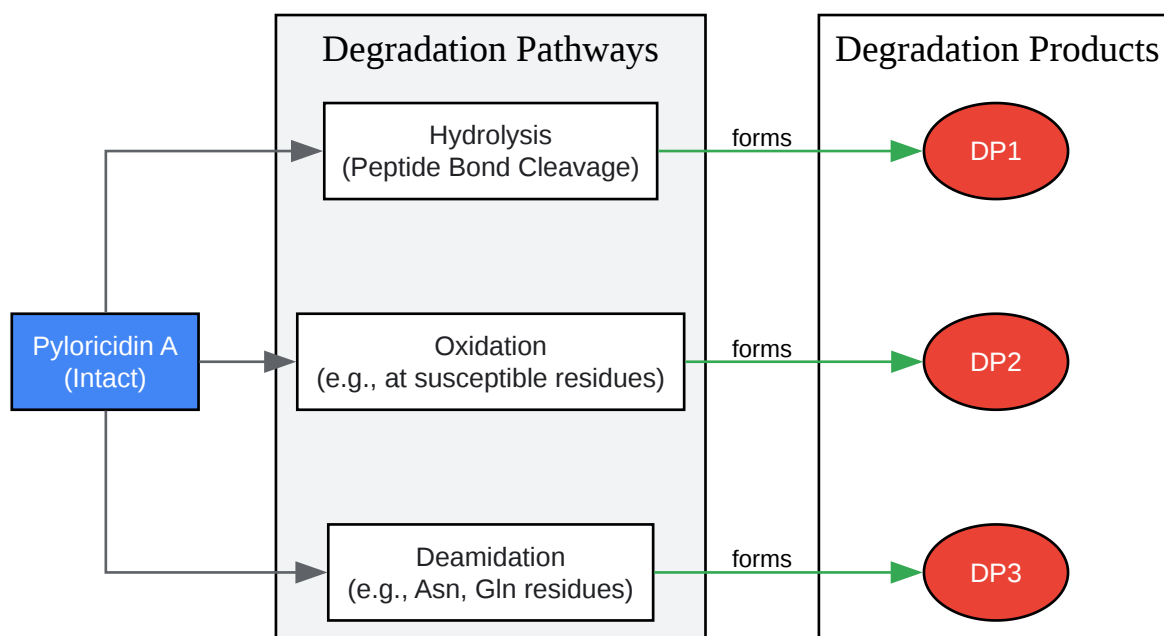 Degradation Pathways
Degradation Products
Hydrolysis
(Peptide Bond Cleavage)
forms
DP1
Pyloricidin A
(Intact)
Oxidation
(e.g., at susceptible residues)
forms
DP2
Deamidation
(e.g., Asn, Gln residues)
forms
DP3